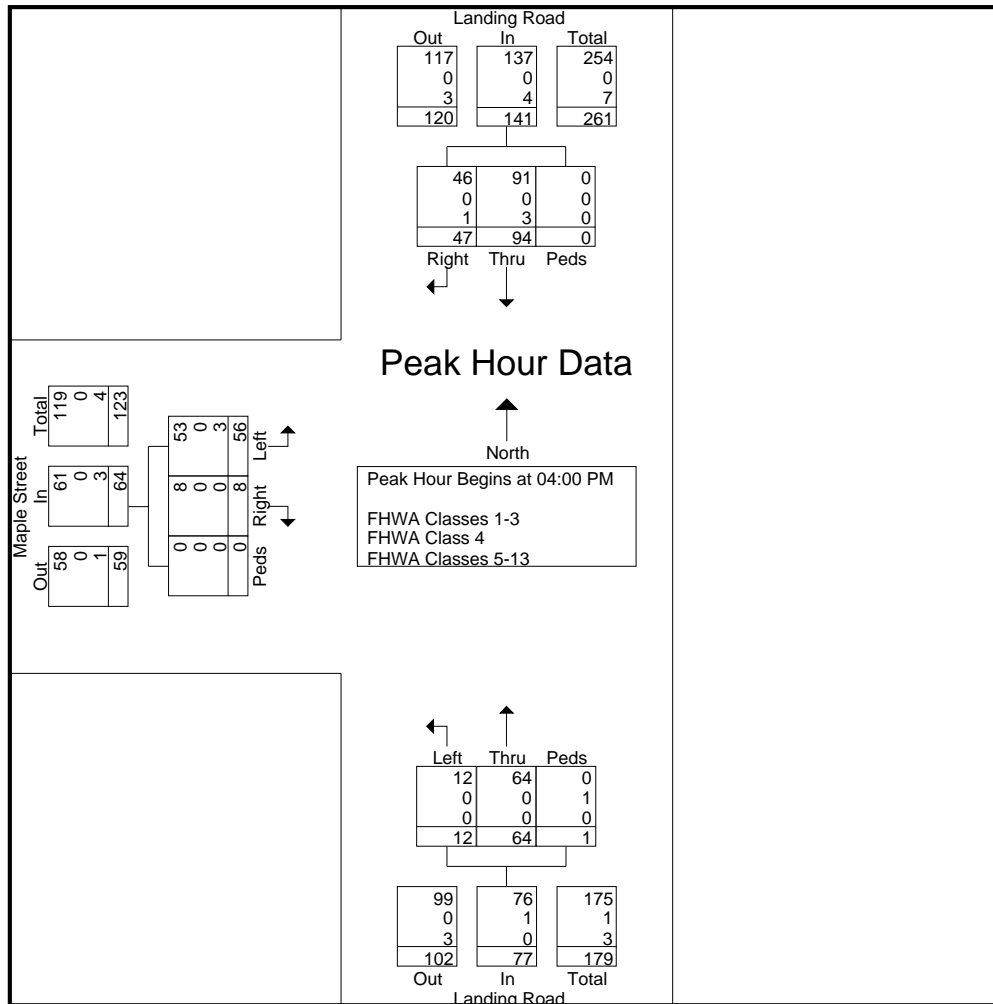 Landing Road
Out In Total
117 137 254
0 0 0
3 4 7
120 141 261
46 91 0
0 0 0
1 3 0
47 94 0
Right Thru Peds
Peak Hour Data
North
Peak Hour Begins at 04:00 PM
FHWA Classes 1-3
FHWA Class 4
FHWA Classes 5-13
Maple Street
Out In Total
58 61 119
0 0 0
1 3 4
59 64 123
0 8 53
0 0 0
0 0 3
0 8 56
Peds Right Left
Left Thru Peds
12 64 0
0 0 1
0 0 0
12 64 1
99 76 175
0 1 1
3 0 3
102 77 179
Out In Total
Landing Road